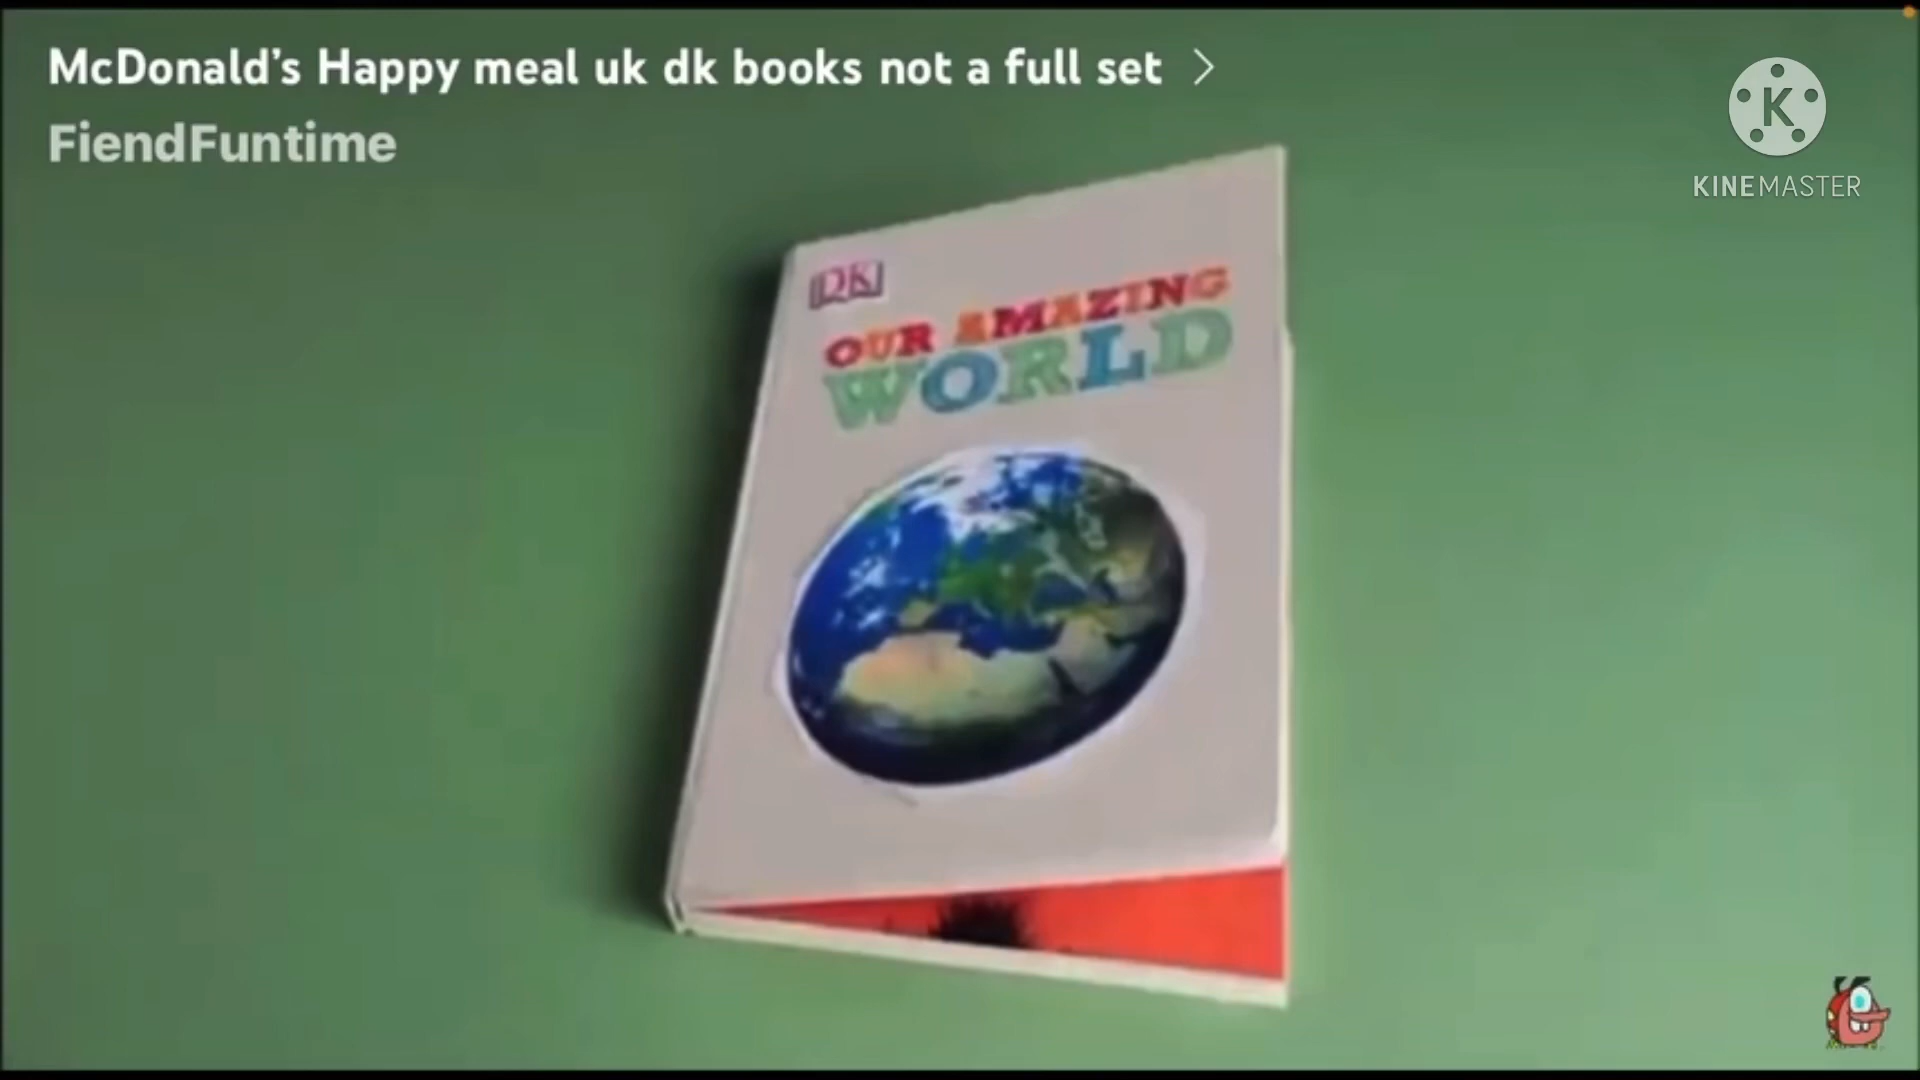 McDonald's Happy meal uk dk books not a full set
FiendFuntime
K
KINEMASTER
DK
OUR AMAZING
WORLD